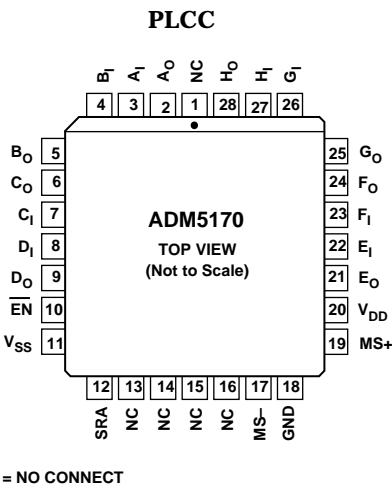 PLCC
B_I A_I A_O NC H_O H_I G_I
4 3 2 1 28 27 26
B_O 5
C_O 6
C_I 7
D_I 8
D_O 9
E̅N̅ 10
V_SS 11
ADM5170
TOP VIEW
(Not to Scale)
25 G_O
24 F_O
23 F_I
22 E_I
21 E_O
20 V_DD
19 MS+
12 13 14 15 16 17 18
SRA NC NC NC NC MS– GND
= NO CONNECT